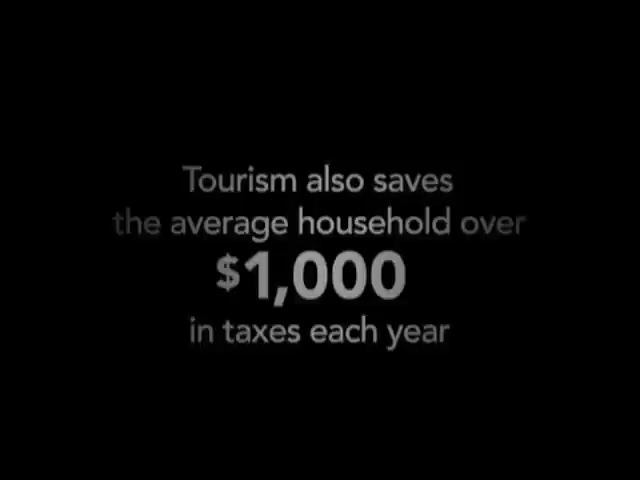 Tourism also saves
the average household over
$1,000
in taxes each year